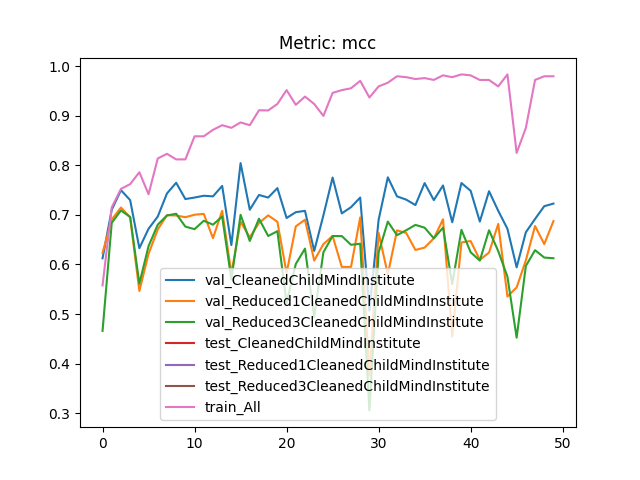 Metric: mcc
1.0
0.9
0.8
0.7
0.6
0.5
0.4
0.3
val_CleanedChildMindInstitute
val_Reduced1CleanedChildMindInstitute
val_Reduced3CleanedChildMindInstitute
test_CleanedChildMindInstitute
test_Reduced1CleanedChildMindInstitute
test_Reduced3CleanedChildMindInstitute
train_All
0 10 20 30 40 50